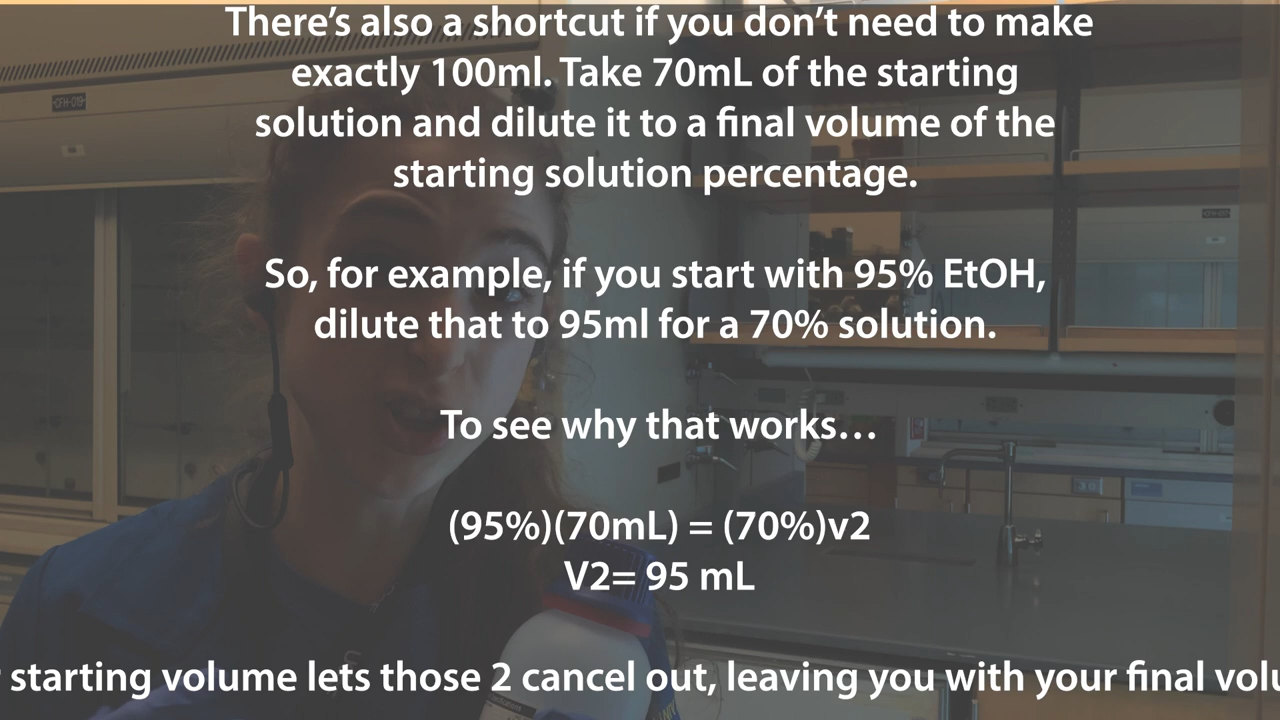 There’s also a shortcut if you don’t need to make
exactly 100ml. Take 70mL of the starting
solution and dilute it to a final volume of the
starting solution percentage.
So, for example, if you start with 95% EtOH,
dilute that to 95ml for a 70% solution.
To see why that works…
(95%)(70mL) = (70%)v2
V2= 95 mL
starting volume lets those 2 cancel out, leaving you with your final